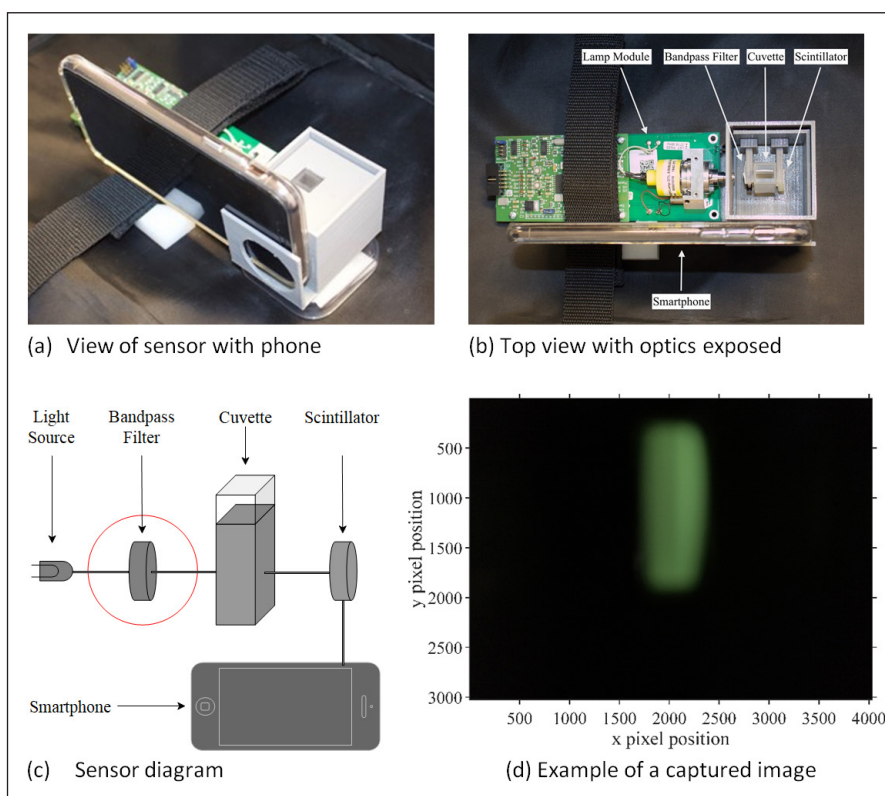 Lamp Module
Bandpass Filter
Cuvette
Scintillator
Smartphone
(a) View of sensor with phone
(b) Top view with optics exposed
Light
Source
Bandpass
Filter
Cuvette
Scintillator
Smartphone
(c) Sensor diagram
500
1000
1500
2000
2500
3000
y pixel position
500
1000
1500
2000
2500
3000
3500
4000
x pixel position
(d) Example of a captured image